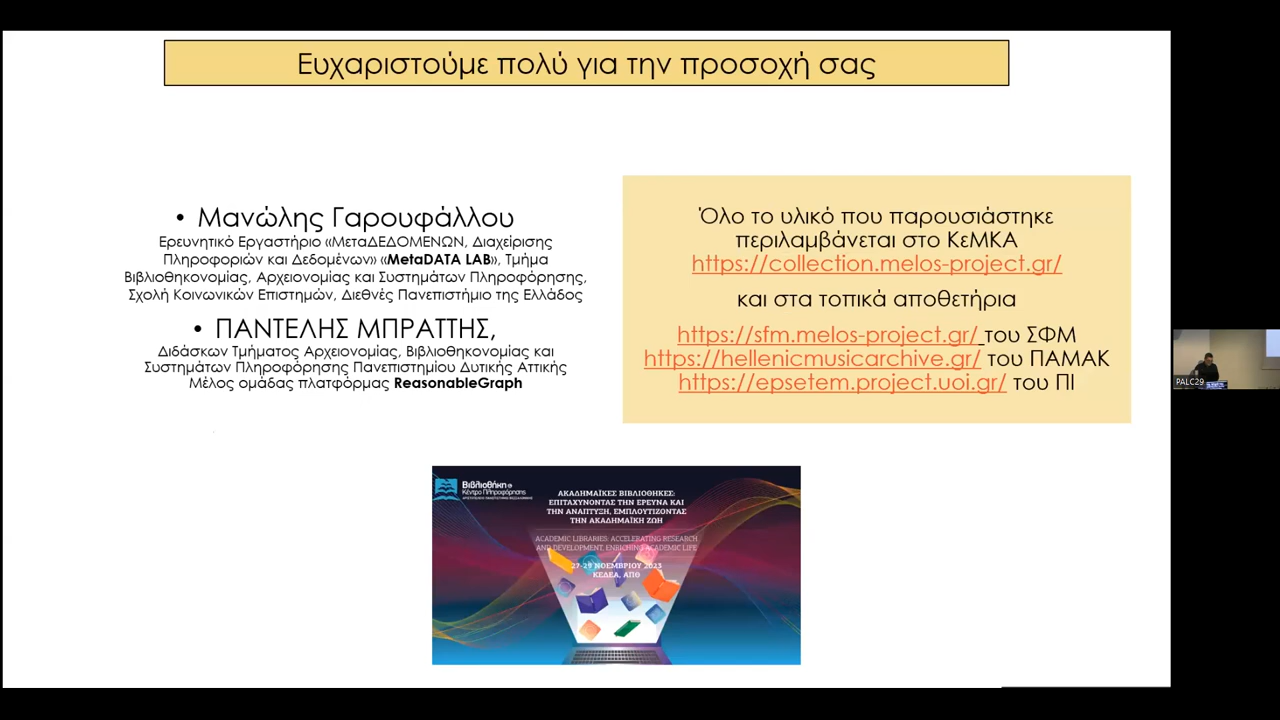 Ευχαριστούμε πολύ για την προσοχή σας
• Μανώλης Γαρουφάλλου
Ερευνητικό Εργαστήριο «ΜεταΔΕΔΟΜΕΝΩΝ, Διαχείρισης
Πληροφοριών και Δεδομένων» «MetaDATA LAB», Τμήμα
Βιβλιοθηκονομίας, Αρχειονομίας και Συστημάτων Πληροφόρησης,
Σχολή Κοινωνικών Επιστημών, Διεθνές Πανεπιστήμιο της Ελλάδος
• ΠΑΝΤΕΛΗΣ ΜΠΡΑΤΤΗΣ,
Διδάσκων Τμήματος Αρχειονομίας, Βιβλιοθηκονομίας και
Συστημάτων Πληροφόρησης Πανεπιστημίου Δυτικής Αττικής
Μέλος ομάδας πλατφόρμας ReasonableGraph
Όλο το υλικό που παρουσιάστηκε
περιλαμβάνεται στο ΚεΜΚΑ
https://collection.melos-project.gr/
και στα τοπικά αποθετήρια
https://sfm.melos-project.gr/ του ΣΦΜ
https://hellenicmusicarchive.gr/ του ΠΑΜΑΚ
https://epsetem.project.uoi.gr/ του ΠΙ
PALC29
Βιβλιοθήκη &
Κέντρο Πληροφόρησης
ΑΡΙΣΤΟΤΕΛΕΙΟ ΠΑΝΕΠΙΣΤΗΜΙΟ ΘΕΣΣΑΛΟΝΙΚΗΣ
ΑΚΑΔΗΜΑΪΚΕΣ ΒΙΒΛΙΟΘΗΚΕΣ:
ΕΠΙΤΑΧΥΝΟΝΤΑΣ ΤΗΝ ΕΡΕΥΝΑ ΚΑΙ
ΤΗΝ ΑΝΑΠΤΥΞΗ, ΕΜΠΛΟΥΤΙΖΟΝΤΑΣ
ΤΗΝ ΑΚΑΔΗΜΑΪΚΗ ΖΩΗ
ACADEMIC LIBRARIES: ACCELERATING RESEARCH
AND DEVELOPMENT, ENRICHING ACADEMIC LIFE
27-29 ΝΟΕΜΒΡΙΟΥ 2023
ΚΕΔΕΑ, ΑΠΘ